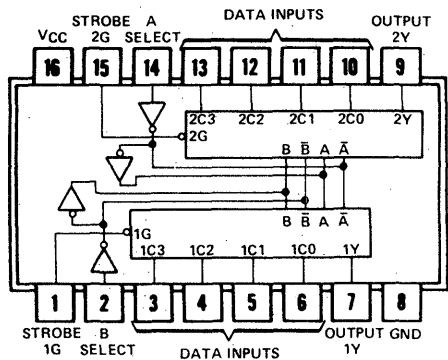 STROBE A DATA INPUTS OUTPUT
VCC 2G SELECT 2Y
16 15 14 13 12 11 10 9
2C3 2C2 2C1 2C0 2Y
2G
B B̅ A A̅
B B̅ A A̅
1G
1C3 1C2 1C1 1C0 1Y
1 2 3 4 5 6 7 8
STROBE B DATA INPUTS OUTPUT GND
1G SELECT 1Y